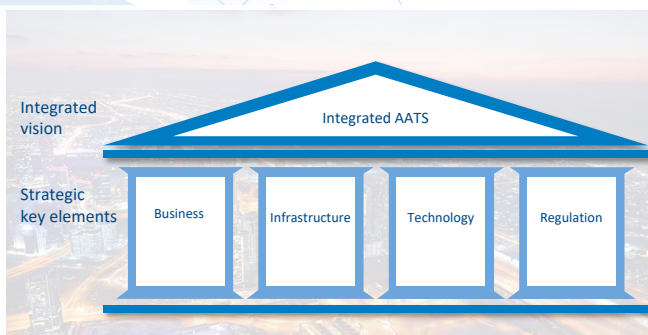 Integrated
vision
Integrated AATS
Strategic
key elements
Business
Infrastructure
Technology
Regulation